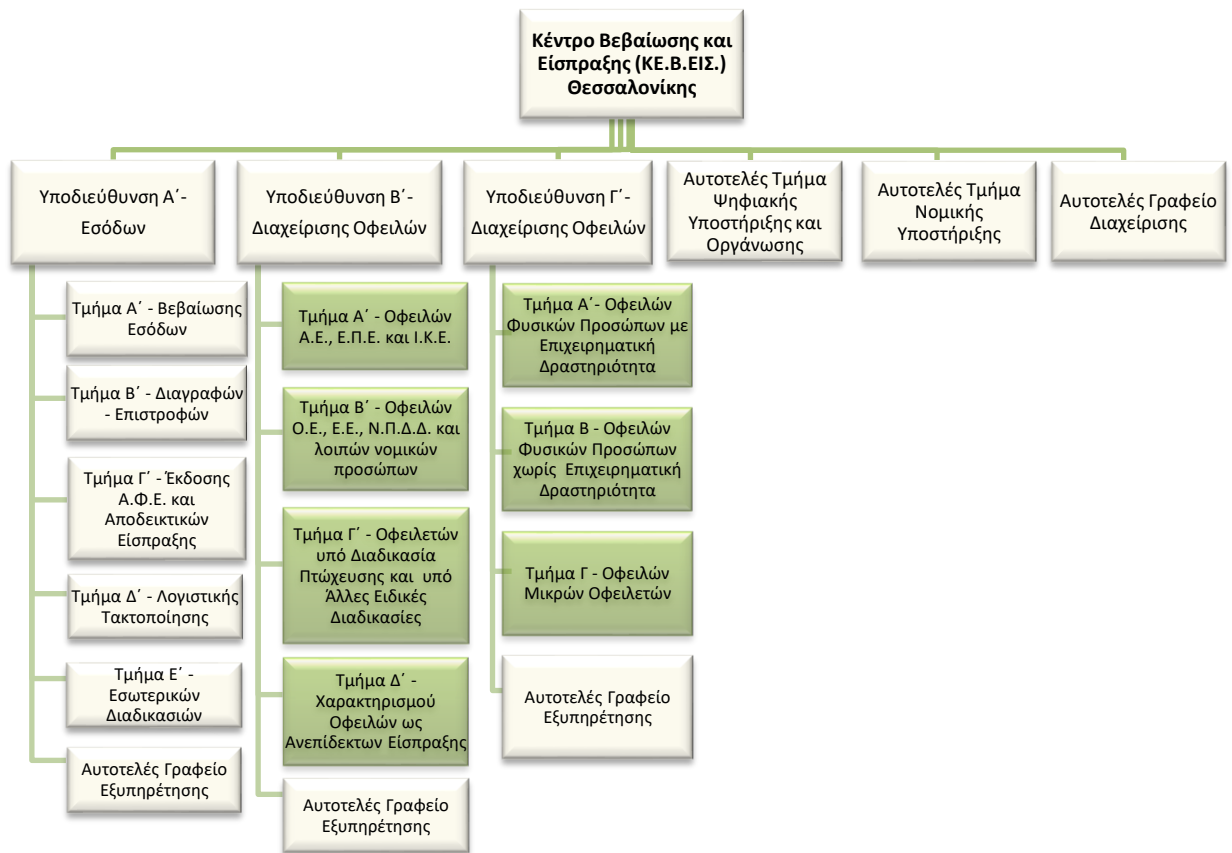 Κέντρο Βεβαίωσης και
Είσπραξης (ΚΕ.Β.ΕΙΣ.)
Θεσσαλονίκης
Υποδιεύθυνση Α΄-
Εσόδων
Υποδιεύθυνση Β΄-
Διαχείρισης Οφειλών
Υποδιεύθυνση Γ΄-
Διαχείρισης Οφειλών
Αυτοτελές Τμήμα
Ψηφιακής
Υποστήριξης και
Οργάνωσης
Αυτοτελές Τμήμα
Νομικής
Υποστήριξης
Αυτοτελές Γραφείο
Διαχείρισης
Τμήμα Α΄ - Βεβαίωσης
Εσόδων
Τμήμα Β΄ - Διαγραφών
- Επιστροφών
Τμήμα Γ΄ - Έκδοσης
Α.Φ.Ε. και
Αποδεικτικών
Είσπραξης
Τμήμα Δ΄ - Λογιστικής
Τακτοποίησης
Τμήμα Ε΄ -
Εσωτερικών
Διαδικασιών
Αυτοτελές Γραφείο
Εξυπηρέτησης
Τμήμα Α΄ - Οφειλών
Α.Ε., Ε.Π.Ε. και Ι.Κ.Ε.
Τμήμα Β΄ - Οφειλών
Ο.Ε., Ε.Ε., Ν.Π.Δ.Δ. και
λοιπών νομικών
προσώπων
Τμήμα Γ΄ - Οφειλετών
υπό Διαδικασία
Πτώχευσης και υπό
Άλλες Ειδικές
Διαδικασίες
Τμήμα Δ΄ -
Χαρακτηρισμού
Οφειλών ως
Ανεπίδεκτων Είσπραξης
Αυτοτελές Γραφείο
Εξυπηρέτησης
Τμήμα Α΄- Οφειλών
Φυσικών Προσώπων με
Επιχειρηματική
Δραστηριότητα
Τμήμα Β - Οφειλών
Φυσικών Προσώπων
χωρίς Επιχειρηματική
Δραστηριότητα
Τμήμα Γ - Οφειλών
Μικρών Οφειλετών
Αυτοτελές Γραφείο
Εξυπηρέτησης